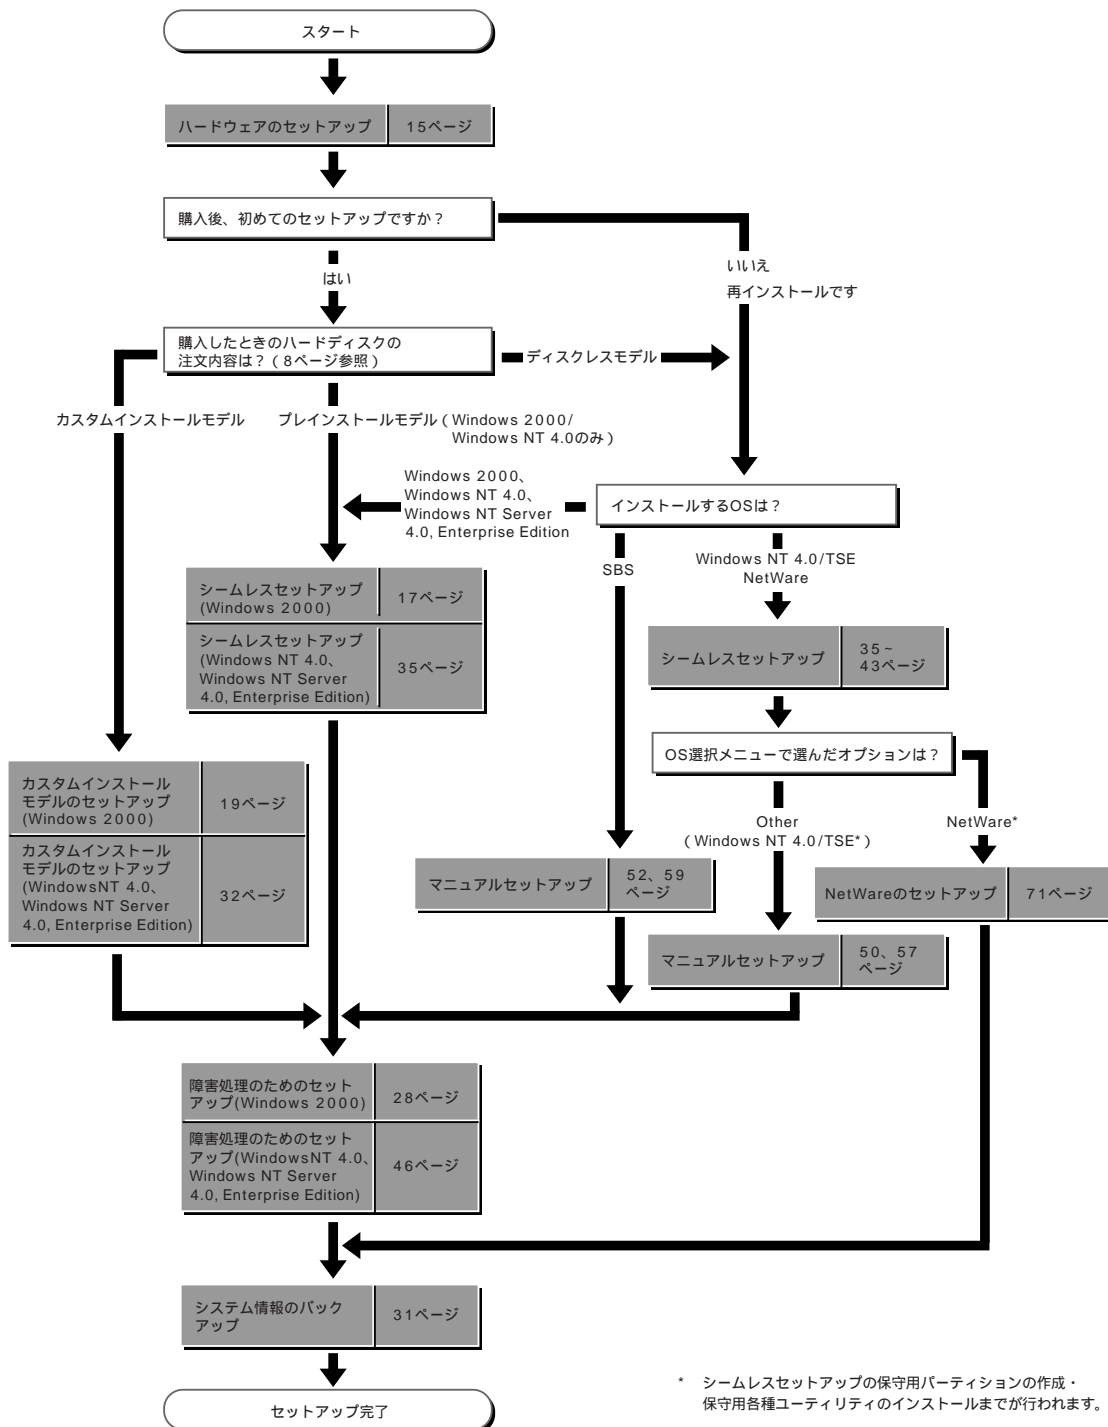 スタート
ハードウェアのセットアップ
15ページ
購入後、初めてのセットアップですか？
いいえ
再インストールです
はい
購入したときのハードディスクの
注文内容は？（8ページ参照）
ディスクレスモデル
カスタムインストールモデル
プレインストールモデル（Windows 2000/
Windows NT 4.0のみ）
Windows 2000、
Windows NT 4.0、
Windows NT Server
4.0, Enterprise Edition
インストールするOSは？
SBS
Windows NT 4.0/TSE
NetWare
シームレスセットアップ
(Windows 2000)
17ページ
シームレスセットアップ
(Windows NT 4.0、
Windows NT Server
4.0, Enterprise Edition)
35ページ
シームレスセットアップ
35~
43ページ
OS選択メニューで選んだオプションは？
カスタムインストール
モデルのセットアップ
(Windows 2000)
19ページ
カスタムインストール
モデルのセットアップ
(WindowsNT 4.0、
Windows NT Server
4.0, Enterprise Edition)
32ページ
Other
（Windows NT 4.0/TSE*）
NetWare*
マニュアルセットアップ
52、59
ページ
NetWareのセットアップ
71ページ
マニュアルセットアップ
50、57
ページ
障害処理のためのセット
アップ(Windows 2000)
28ページ
障害処理のためのセット
アップ(WindowsNT 4.0、
Windows NT Server
4.0, Enterprise Edition)
46ページ
システム情報のバック
アップ
31ページ
セットアップ完了
* シームレスセットアップの保守用パーティションの作成・
保守用各種ユーティリティのインストールまでが行われます。